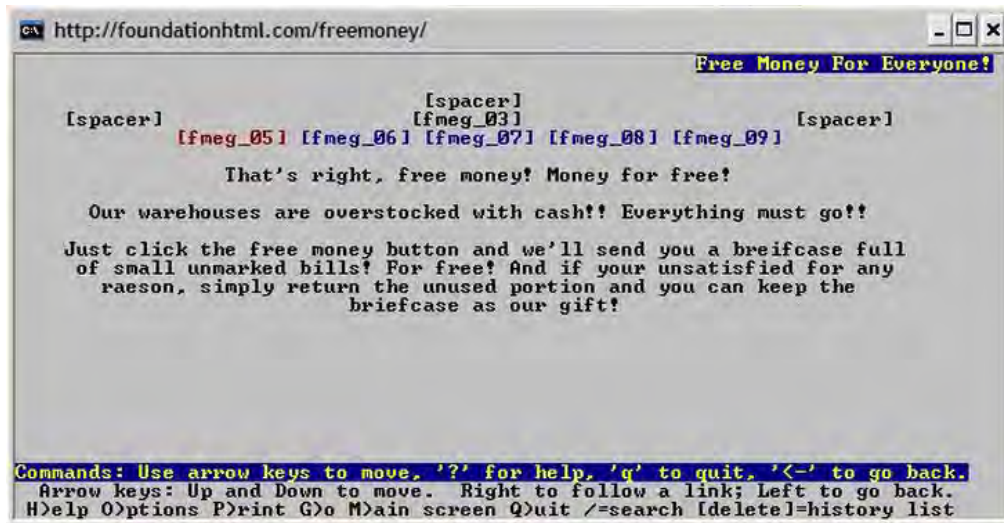 http://foundationhtml.com/freemoney/
Free Money For Everyone!
[spacer]
[spacer] [fmeg_03] [spacer]
[fmeg_05] [fmeg_06] [fmeg_07] [fmeg_08] [fmeg_09]
That's right, free money! Money for free!
Our warehouses are overstocked with cash!! Everything must go!!
Just click the free money button and we'll send you a breifcase full
of small unmarked bills! For free! And if your unsatisfied for any
raeson, simply return the unused portion and you can keep the
briefcase as our gift!
Commands: Use arrow keys to move, '?' for help, 'q' to quit, '<-' to go back.
Arrow keys: Up and Down to move. Right to follow a link; Left to go back.
H)elp O)ptions P)rint G)o M)ain screen Q)uit /=search [delete]=history list